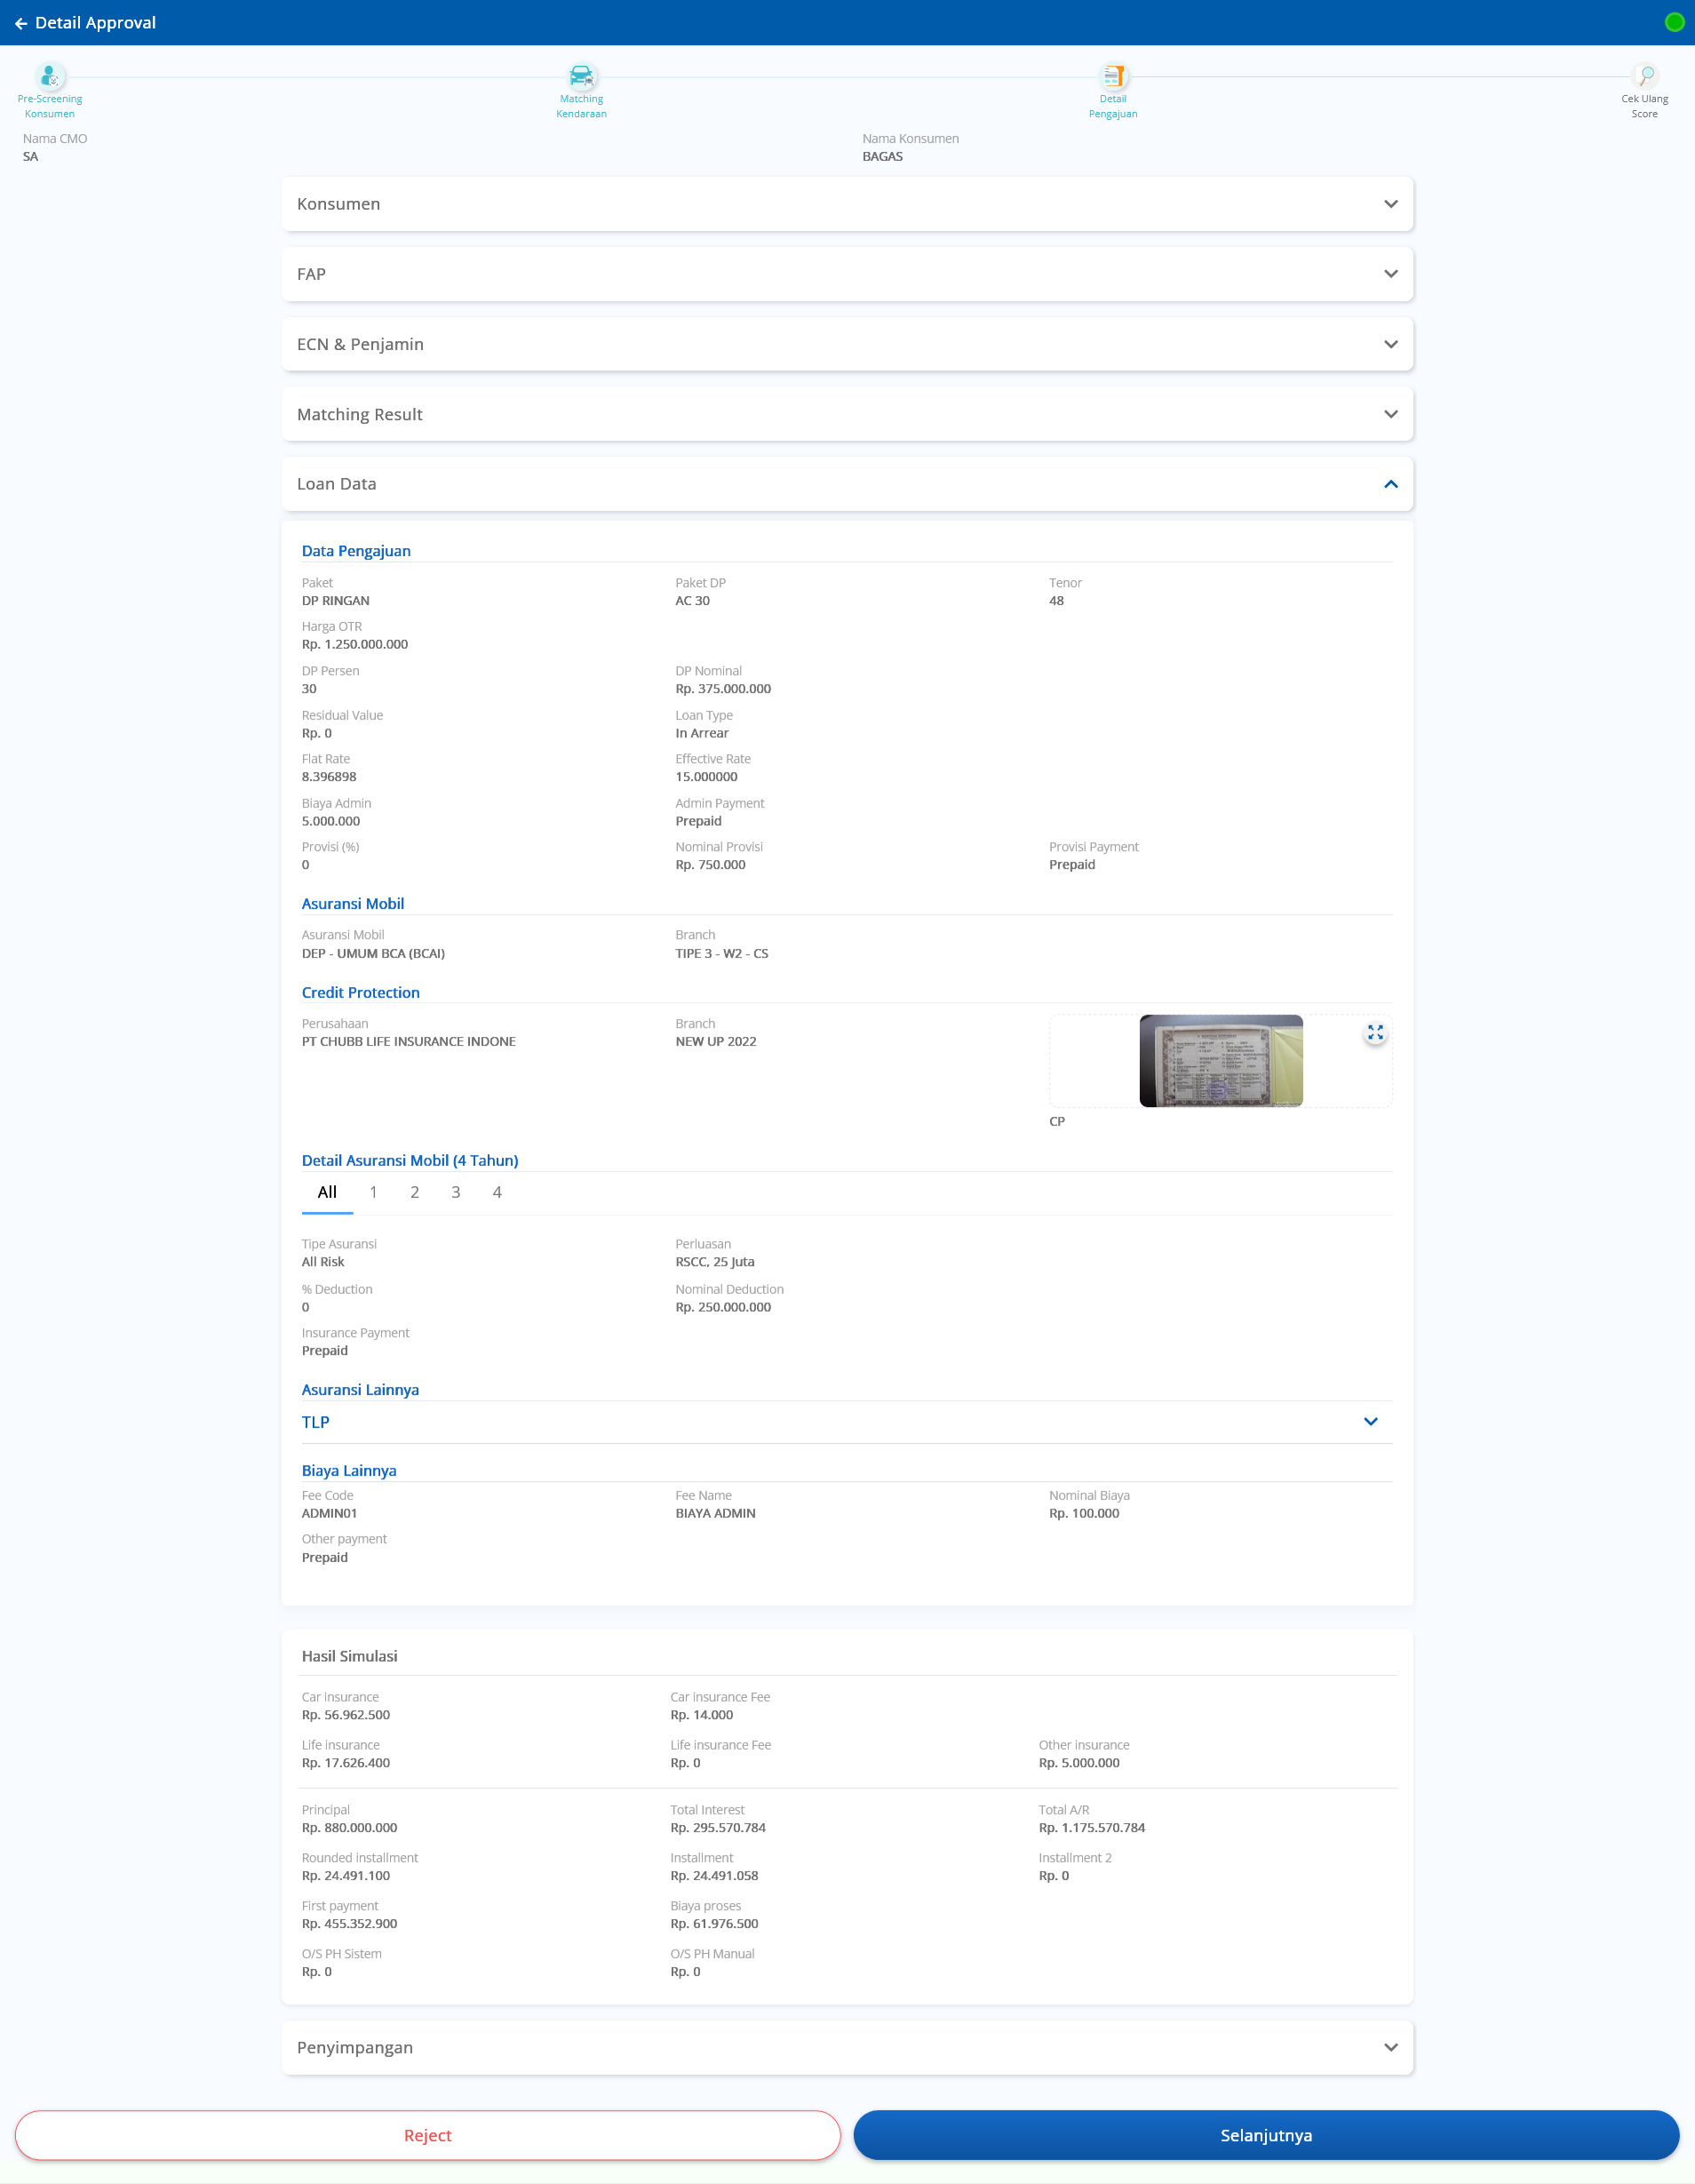 Detail Approval
Pre-Screening
Konsumen
Matching
Kendaraan
Detail
Pengajuan
Cek Ulang
Score
Nama CMO
SA
Nama Konsumen
BAGAS
Konsumen
FAP
ECN & Penjamin
Matching Result
Loan Data
Data Pengajuan
Paket
DP RINGAN
Paket DP
AC 30
Tenor
48
Harga OTR
Rp. 1.250.000.000
DP Persen
30
DP Nominal
Rp. 375.000.000
Residual Value
Rp. 0
Loan Type
In Arrear
Flat Rate
8.396898
Effective Rate
15.000000
Biaya Admin
5.000.000
Admin Payment
Prepaid
Provisi (%)
0
Nominal Provisi
Rp. 750.000
Provisi Payment
Prepaid
Asuransi Mobil
Asuransi Mobil
DEP - UMUM BCA (BCAI)
Branch
TIPE 3 - W2 - CS
Credit Protection
Perusahaan
PT CHUBB LIFE INSURANCE INDONE
Branch
NEW UP 2022
CP
Detail Asuransi Mobil (4 Tahun)
All 1 2 3 4
Tipe Asuransi
All Risk
Perluasan
RSCC, 25 Juta
% Deduction
0
Nominal Deduction
Rp. 250.000.000
Insurance Payment
Prepaid
Asuransi Lainnya
TLP
Biaya Lainnya
Fee Code
ADMIN01
Fee Name
BIAYA ADMIN
Nominal Biaya
Rp. 100.000
Other payment
Prepaid
Hasil Simulasi
Car insurance
Rp. 56.962.500
Car insurance Fee
Rp. 14.000
Life insurance
Rp. 17.626.400
Life insurance Fee
Rp. 0
Other insurance
Rp. 5.000.000
Principal
Rp. 880.000.000
Total Interest
Rp. 295.570.784
Total A/R
Rp. 1.175.570.784
Rounded installment
Rp. 24.491.100
Installment
Rp. 24.491.058
Installment 2
Rp. 0
First payment
Rp. 455.352.900
Biaya proses
Rp. 61.976.500
O/S PH Sistem
Rp. 0
O/S PH Manual
Rp. 0
Penyimpangan
Reject
Selanjutnya